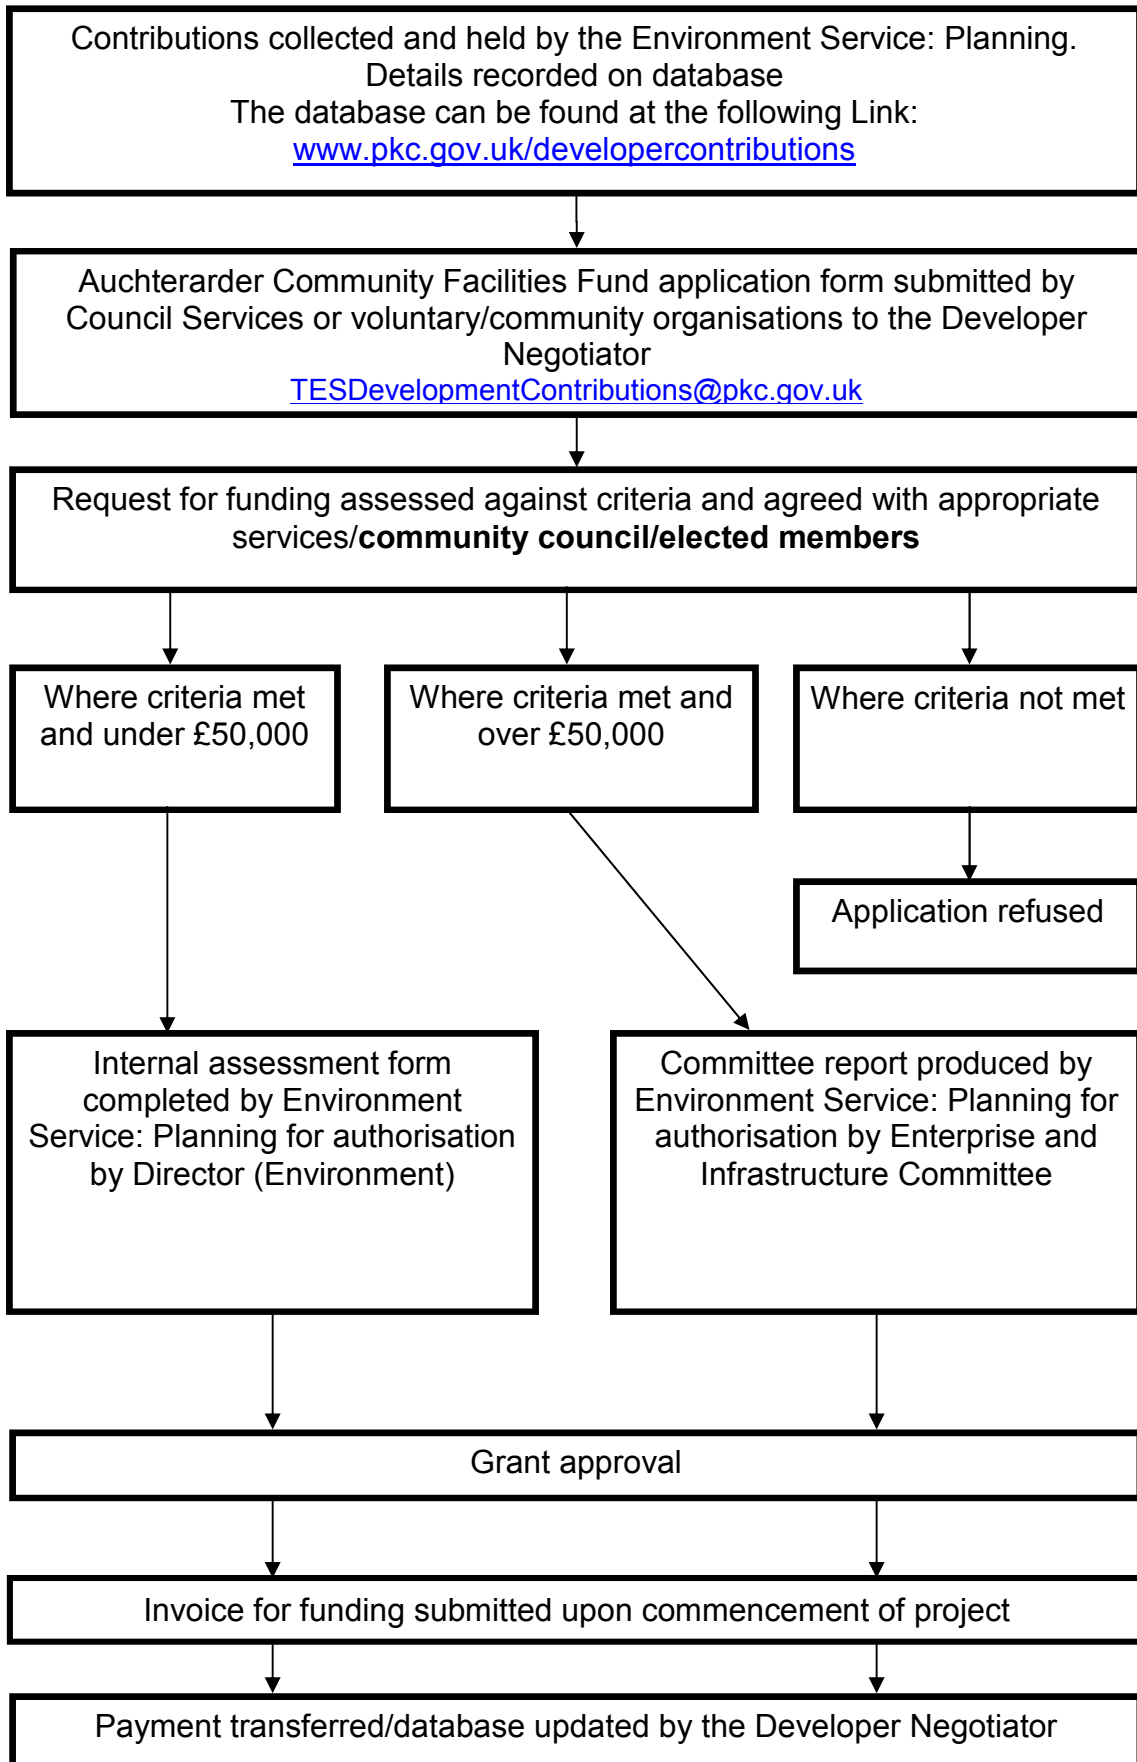 Contributions collected and held by the Environment Service: Planning.
Details recorded on database
The database can be found at the following Link:
www.pkc.gov.uk/developercontributions
Auchterarder Community Facilities Fund application form submitted by
Council Services or voluntary/community organisations to the Developer
Negotiator
TESDevelopmentContributions@pkc.gov.uk
Request for funding assessed against criteria and agreed with appropriate
services/community council/elected members
Where criteria met
and under £50,000
Where criteria met and
over £50,000
Where criteria not met
Application refused
Internal assessment form
completed by Environment
Service: Planning for authorisation
by Director (Environment)
Committee report produced by
Environment Service: Planning for
authorisation by Enterprise and
Infrastructure Committee
Grant approval
Invoice for funding submitted upon commencement of project
Payment transferred/database updated by the Developer Negotiator